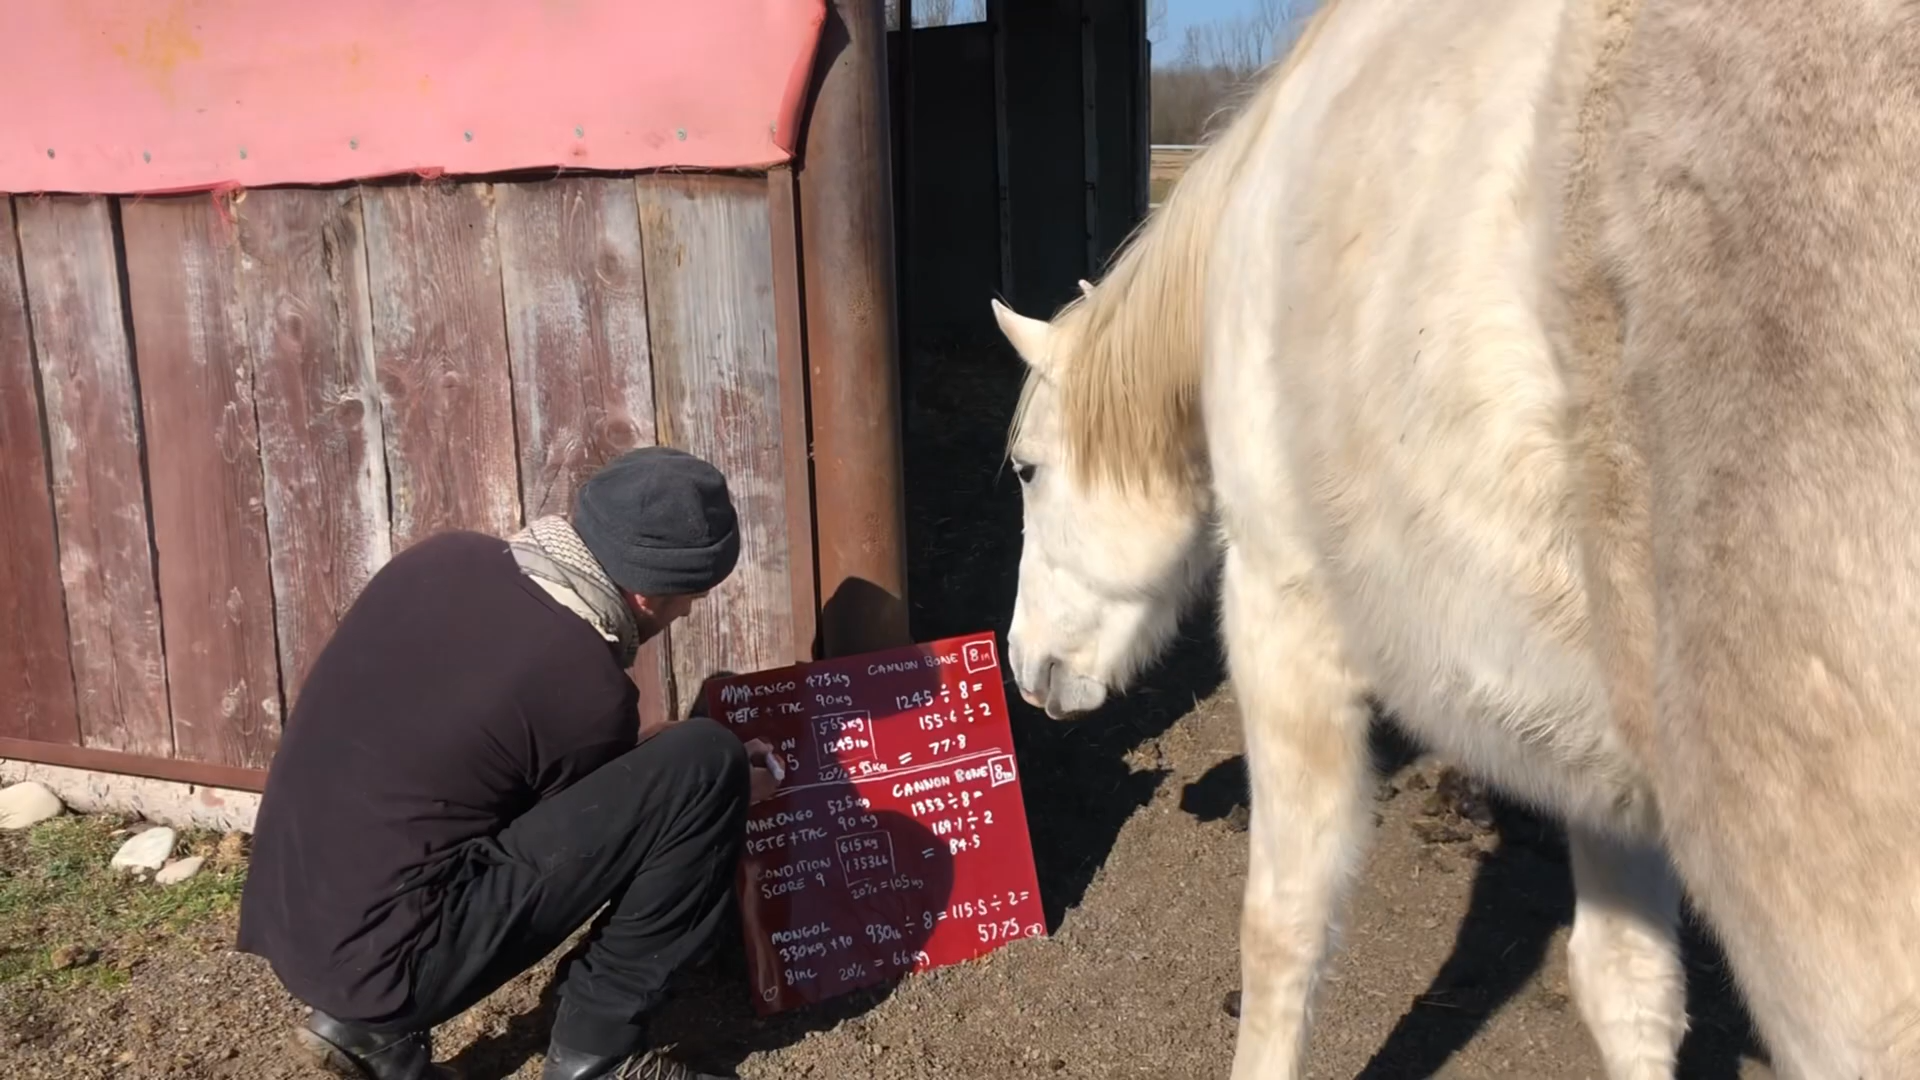 MARENGO 475kg CANNON BONE 8in
PETE + TAC 90kg 1245 ÷ 8 =
565kg 155.6 ÷ 2
ON 1245lb = 77.8
5 20% =
CANNON BONE 8in
MARENGO 525kg 1353 ÷ 8 =
PETE + TAC 90kg 169.1 ÷ 2
615kg = 84.5
CONDITION 1353lb
SCORE 9 20% = 105kg
MONGOL 930lb ÷ 8 = 115.5 ÷ 2 =
330kg + 90 57.75
8inc 20% = 66kg